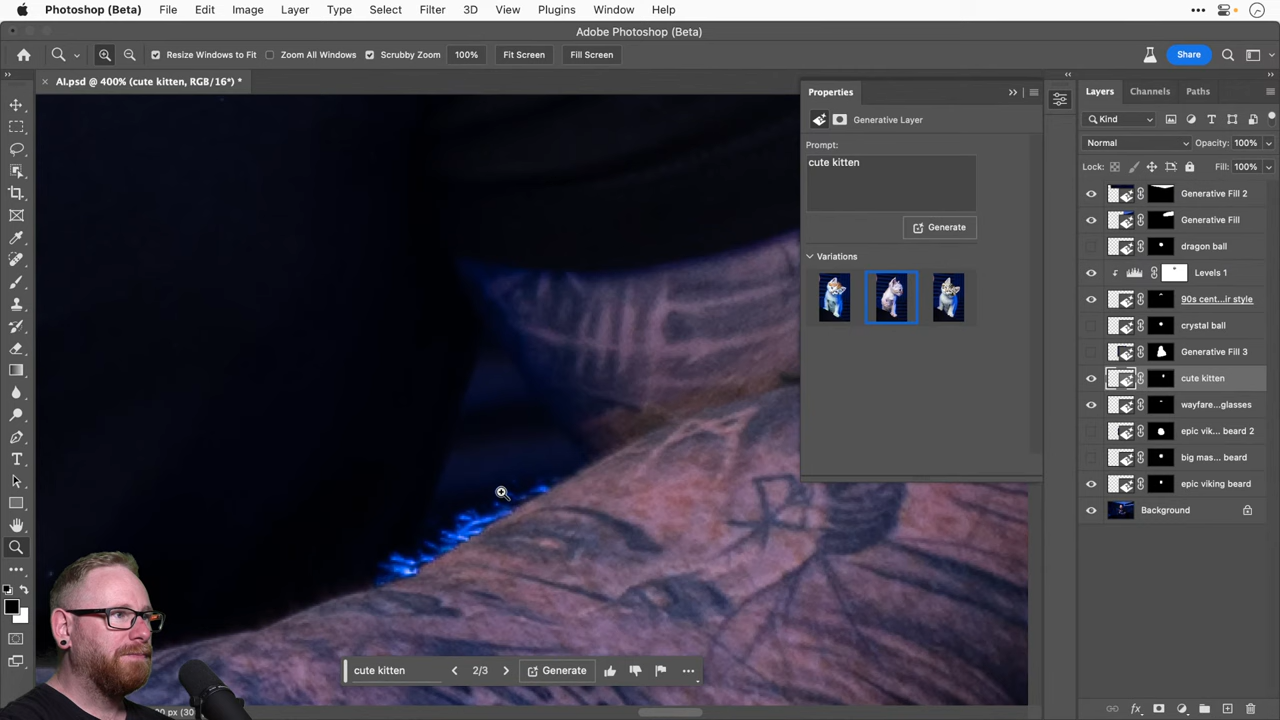 Photoshop (Beta) File Edit Image Layer Type Select Filter 3D View Plugins Window Help
Adobe Photoshop (Beta)
Resize Windows to Fit Zoom All Windows Scrubby Zoom 100% Fit Screen Fill Screen Share
AI.psd @ 400% (cute kitten, RGB/16*) *
Properties
Generative Layer
Prompt:
cute kitten
Generate
Variations
Layers Channels Paths
Kind
Normal Opacity: 100%
Lock: Fill: 100%
Generative Fill 2
Generative Fill
dragon ball
Levels 1
90s cent...ir style
crystal ball
Generative Fill 3
cute kitten
wayfare...glasses
epic vik... beard 2
big mas... beard
epic viking beard
Background
cute kitten 2/3 Generate
00 px (30